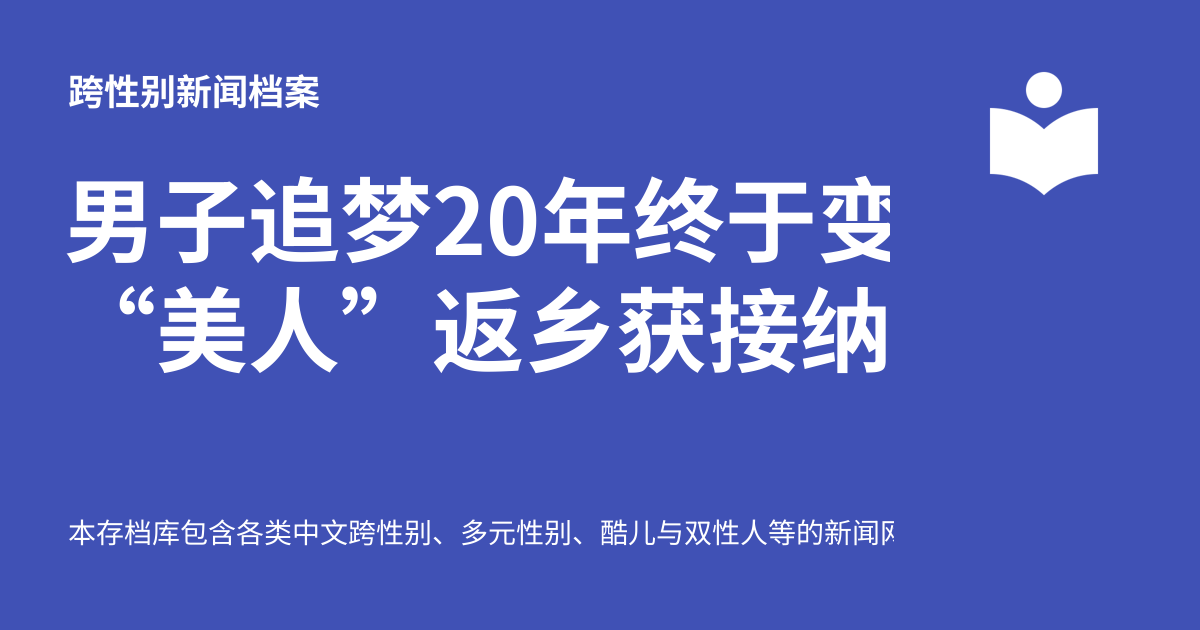 跨性别新闻档案
男子追梦20年终于变
“美人” 返乡获接纳
本存档库包含各类中文跨性别、多元性别、酷儿与双性人等的新闻